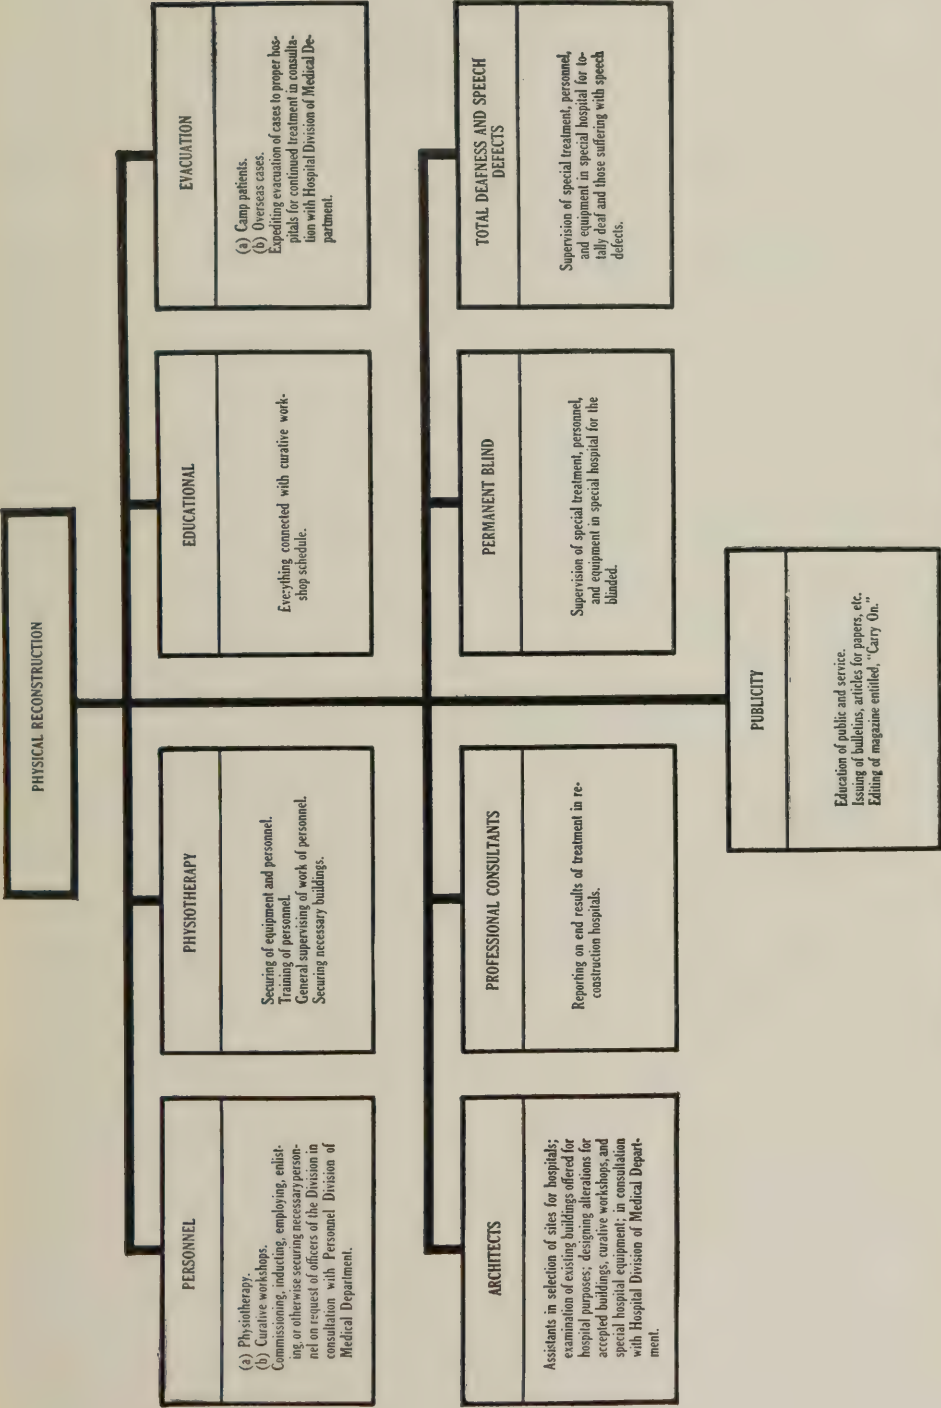 PHYSICAL RECONSTRUCTION
PERSONNEL
(a) Physiotherapy.
(b) Curative workshops.
Commissioning, inducting, employing, enlist-
ing, or otherwise securing necessary person-
nel on request of officers of the Division in
consultation with Personnel Division of
Medical Department.
PHYSIOTHERAPY
Securing of equipment and personnel.
Training of personnel.
General supervising of work of personnel.
Securing necessary buildings.
EDUCATIONAL
Everything connected with curative work-
shop schedule.
EVACUATION
(a) Camp patients.
(b) Overseas cases.
Expediting evacuation of cases to proper hos-
pitals for continued treatment in consulta-
tion with Hospital Division of Medical De-
partment.
ARCHITECTS
Assistants in selection of sites for hospitals;
examination of existing buildings offered for
hospital purposes; designing alterations for
accepted buildings, curative workshops, and
special hospital equipment; in consultation
with Hospital Division of Medical Depart-
ment.
PROFESSIONAL CONSULTANTS
Reporting on end results of treatment in re-
construction hospitals.
PERMANENT BLIND
Supervision of special treatment, personnel,
and equipment in special hospital for the
blinded.
TOTAL DEAFNESS AND SPEECH
DEFECTS
Supervision of special treatment, personnel,
and equipment in special hospital for to-
tally deaf and those suffering with speech
defects.
PUBLICITY
Education of public and service.
Issuing of bulletins, articles for papers, etc.
Editing of magazine entitled, "Carry On."